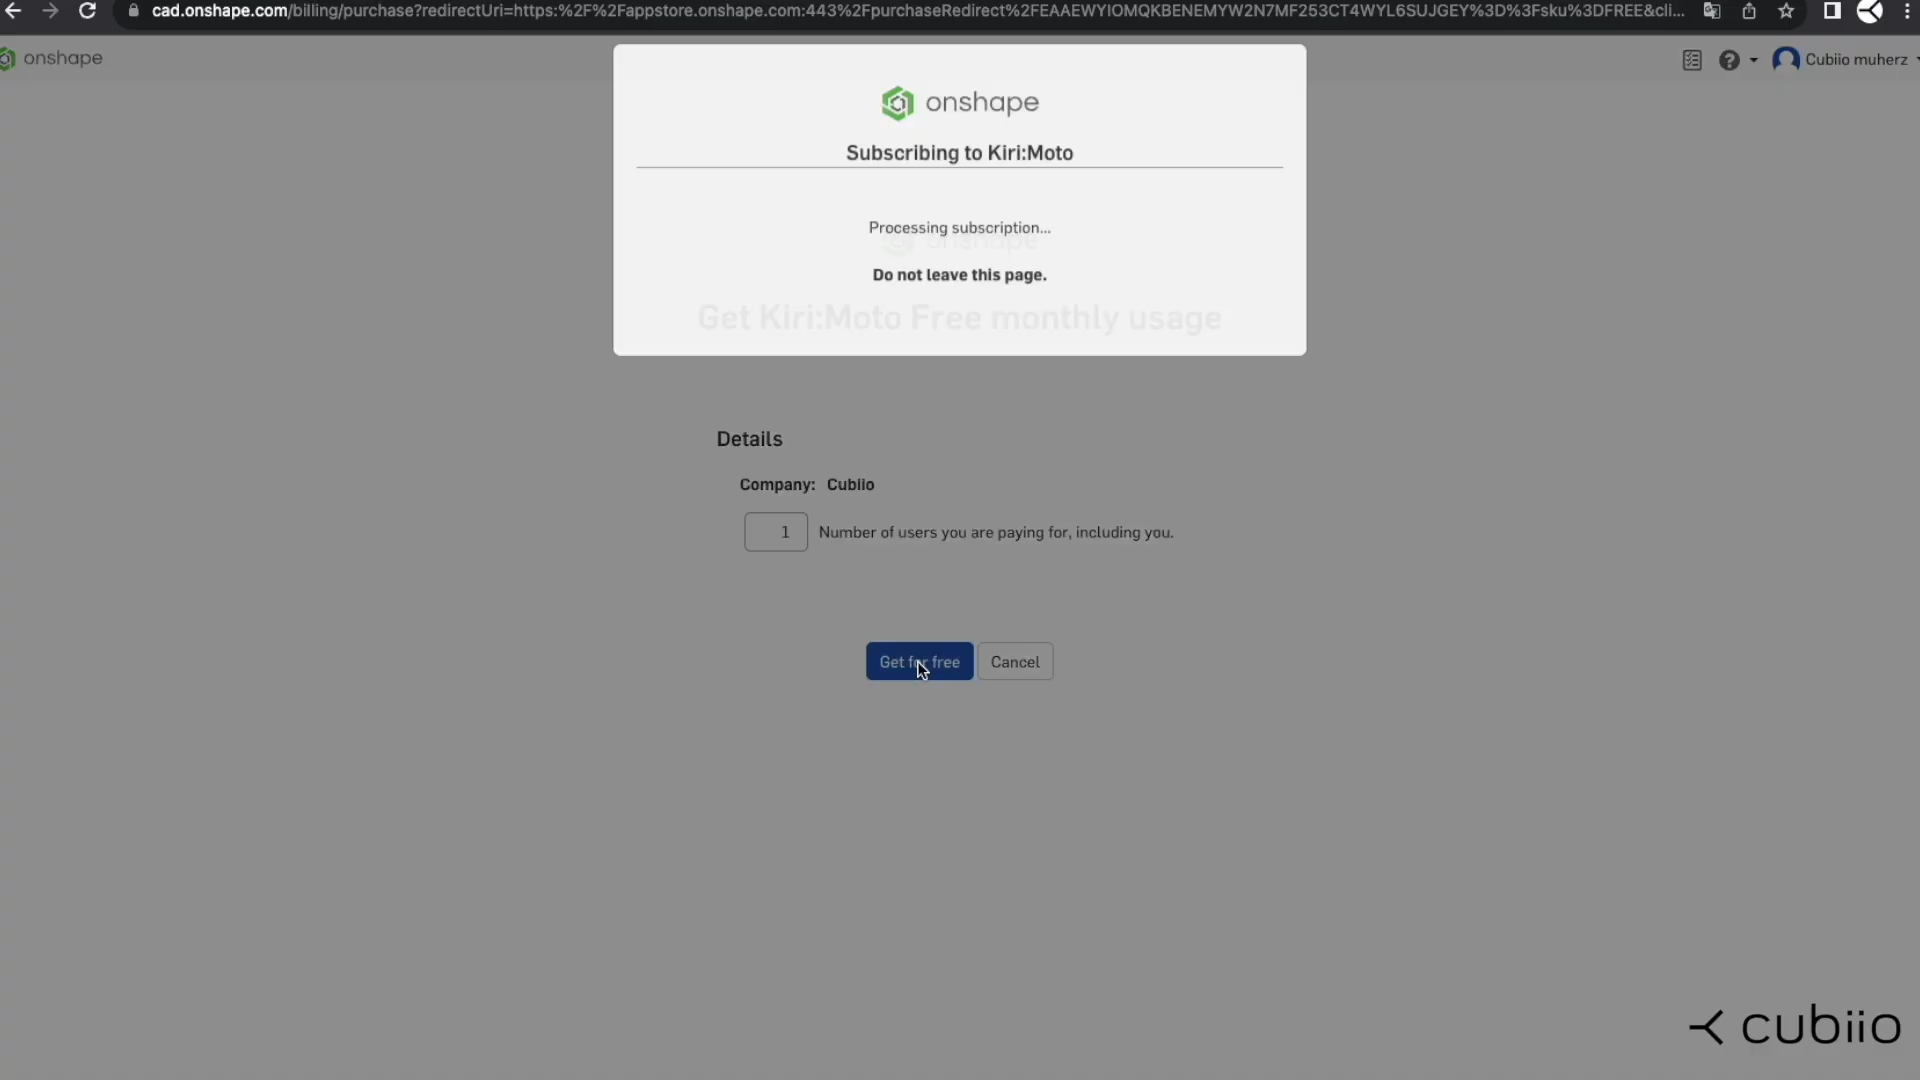 cad.onshape.com/billing/purchase?redirectUri=https:%2F%2Fappstore.onshape.com:443%2FpurchaseRedirect%2FEAAEWYIOMQKBENEMYW2N7MF253CT4WYL6SUJGEY%3D%3Fsku%3DFREE&cli...
onshape
Cubiio muherz
onshape
Subscribing to Kiri:Moto
Processing subscription...
onshape
Do not leave this page.
Get Kiri:Moto Free monthly usage
Details
Company: Cubiio
1 Number of users you are paying for, including you.
Get for free Cancel
cubiio